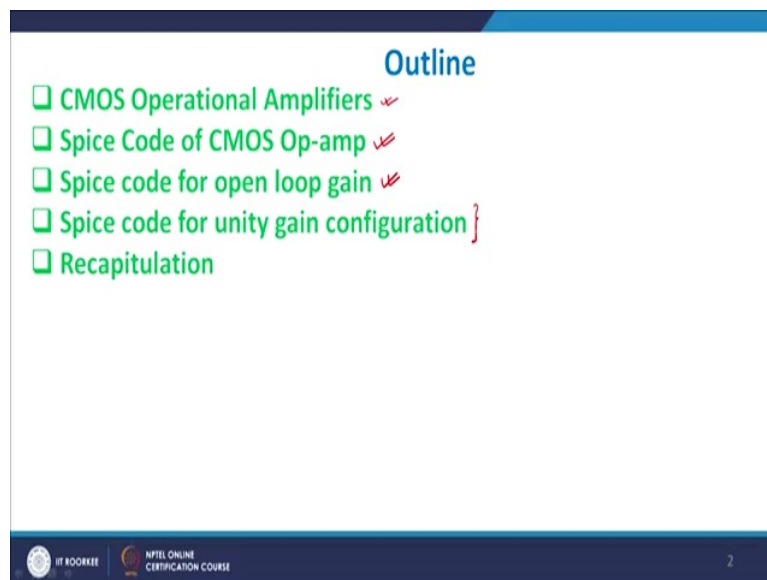 Outline
CMOS Operational Amplifiers
Spice Code of CMOS Op-amp
Spice code for open loop gain
Spice code for unity gain configuration
Recapitulation
IIT ROORKEE
NPTEL ONLINE
CERTIFICATION COURSE
2